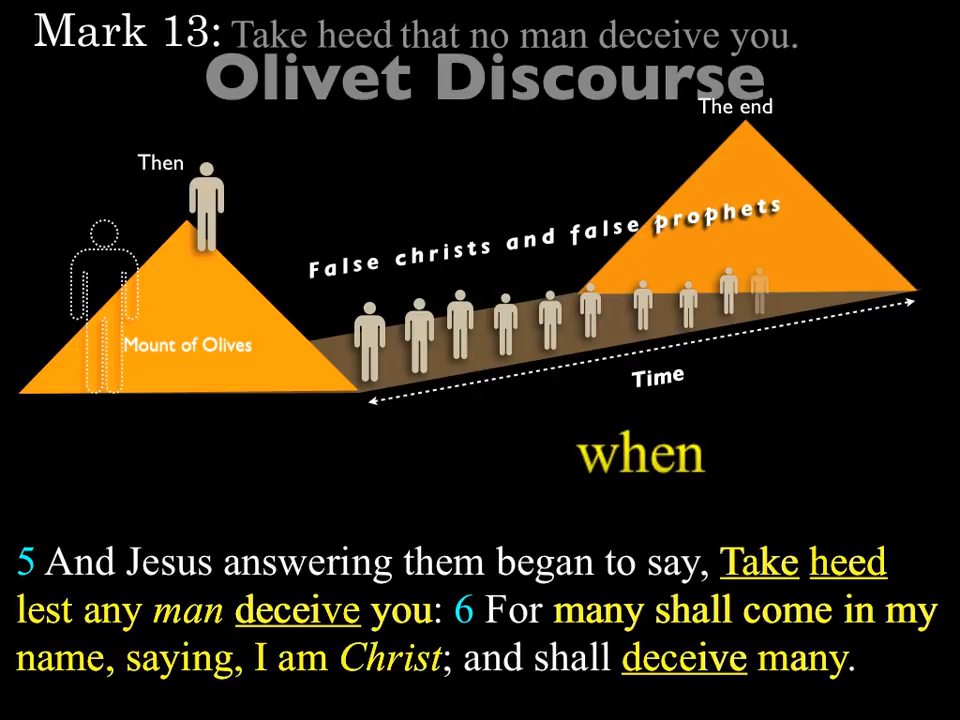 Mark 13: Take heed that no man deceive you.
Olivet Discourse
The end
Then
False christs and false prophets
Mount of Olives
Time
when
5 And Jesus answering them began to say, Take heed
lest any man deceive you: 6 For many shall come in my
name, saying, I am Christ; and shall deceive many.